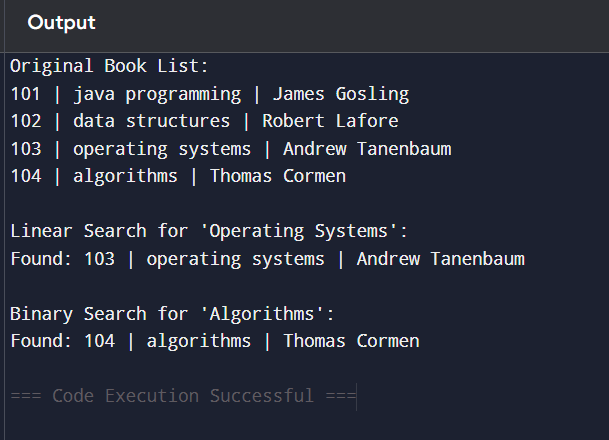 Output
Original Book List:
101 | java programming | James Gosling
102 | data structures | Robert Lafore
103 | operating systems | Andrew Tanenbaum
104 | algorithms | Thomas Cormen
Linear Search for 'Operating Systems':
Found: 103 | operating systems | Andrew Tanenbaum
Binary Search for 'Algorithms':
Found: 104 | algorithms | Thomas Cormen
=== Code Execution Successful ===